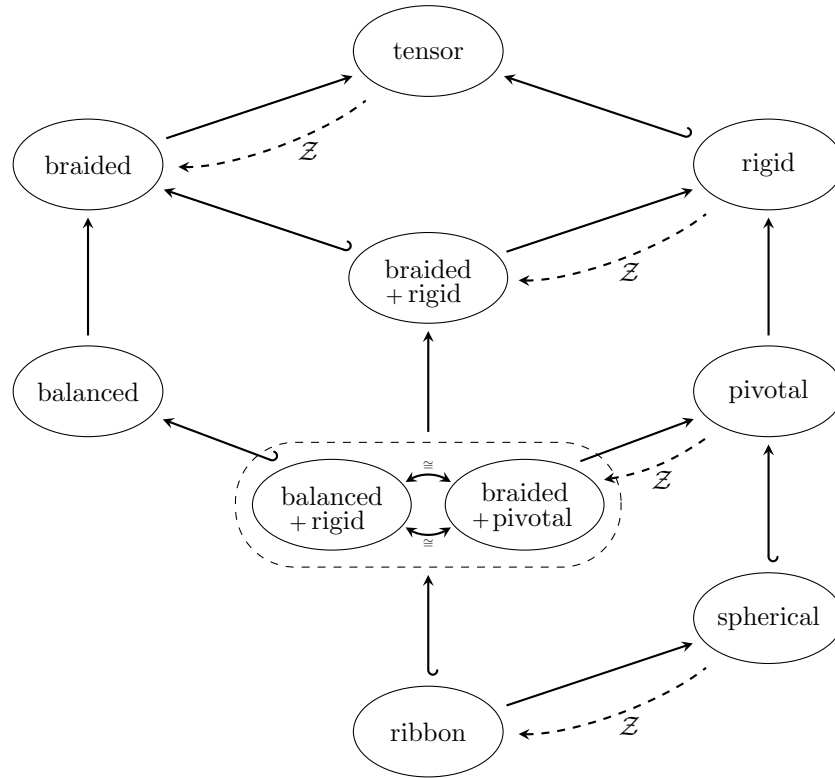 tensor
𝒵
braided
rigid
braided
+ rigid
𝒵
balanced
pivotal
balanced
+ rigid
≅
≅
braided
+pivotal
𝒵
spherical
ribbon
𝒵